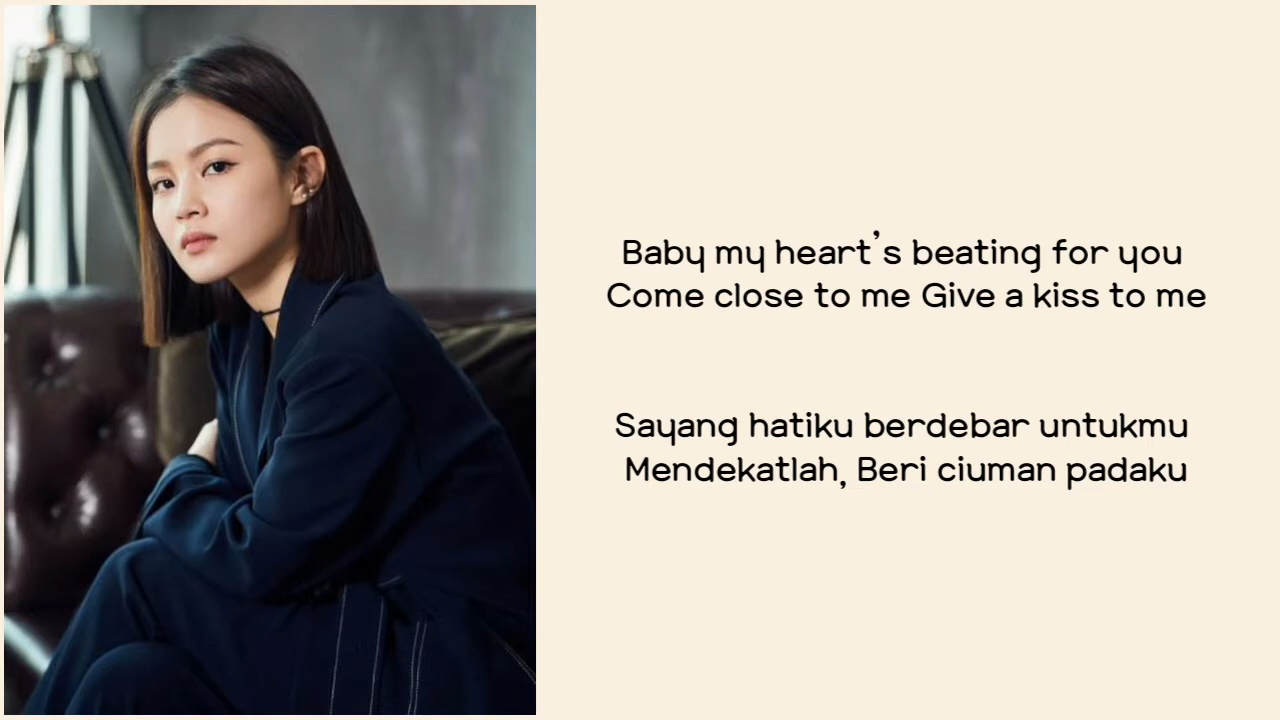 Baby my heart's beating for you
Come close to me Give a kiss to me
Sayang hatiku berdebar untukmu
Mendekatlah, Beri ciuman padaku